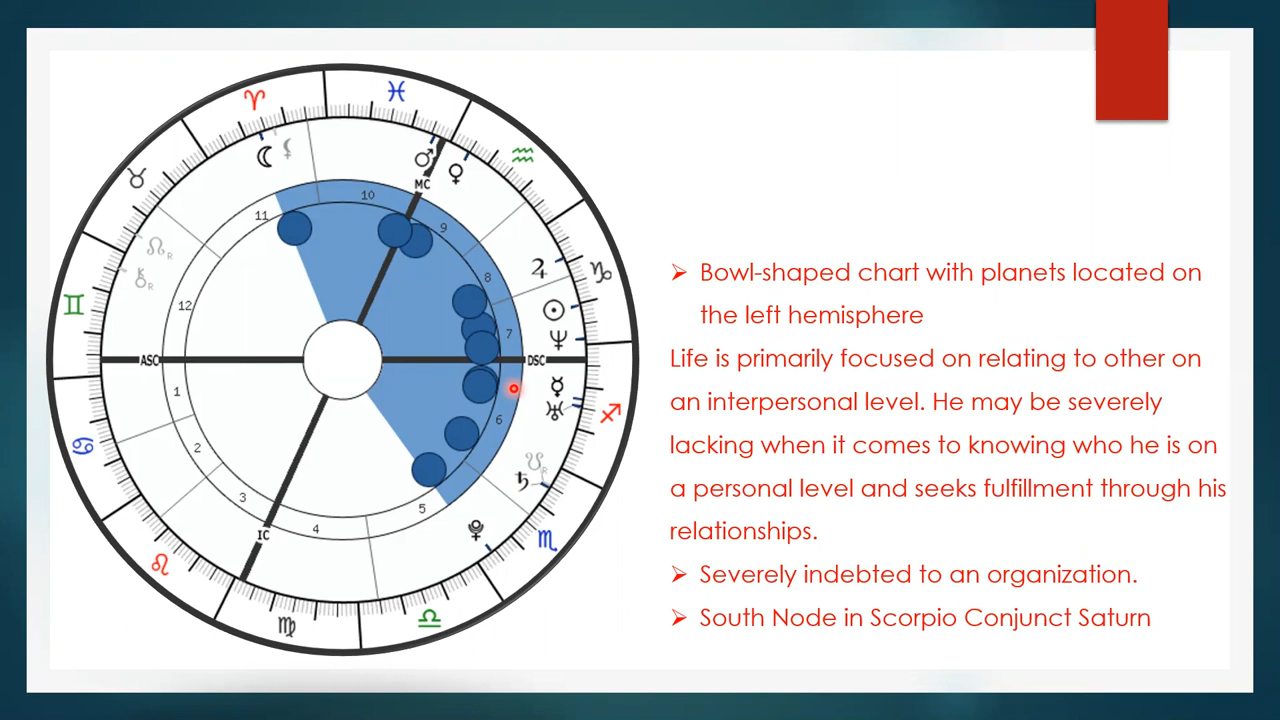 MC
10
11
9
8
12
7
ASC
DSC
1
6
2
3
5
4
IC
R
R
R
➢ Bowl-shaped chart with planets located on
the left hemisphere
Life is primarily focused on relating to other on
an interpersonal level. He may be severely
lacking when it comes to knowing who he is on
a personal level and seeks fulfillment through his
relationships.
➢ Severely indebted to an organization.
➢ South Node in Scorpio Conjunct Saturn